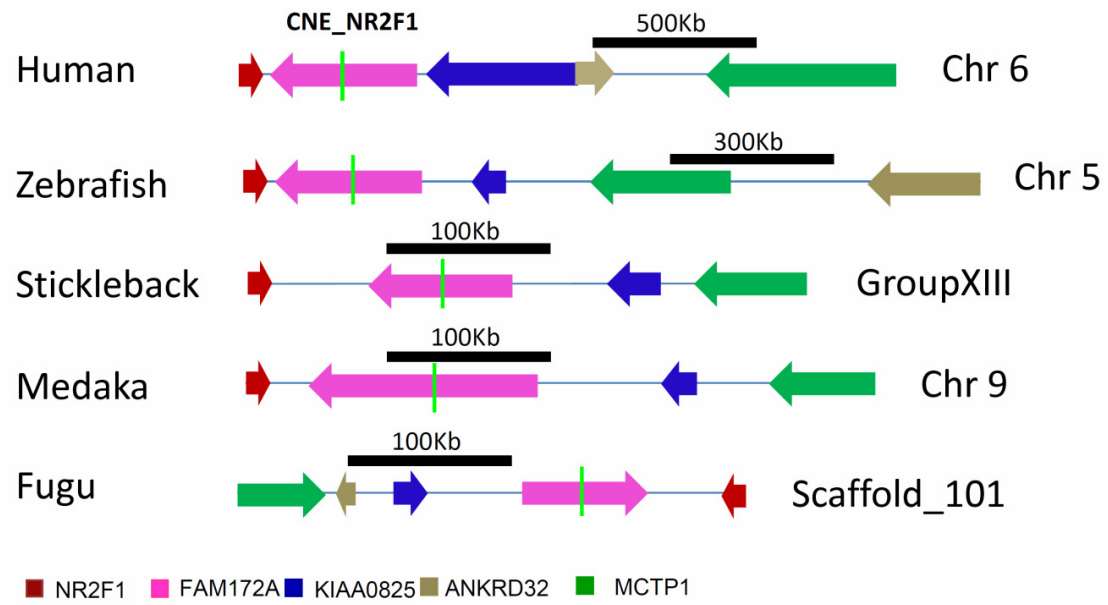 CNE_NR2F1
500Kb
Human
Chr 6
300Kb
Zebrafish
Chr 5
100Kb
Stickleback
GroupXIII
100Kb
Medaka
Chr 9
100Kb
Fugu
Scaffold_101
NR2F1 FAM172A KIAA0825 ANKRD32 MCTP1